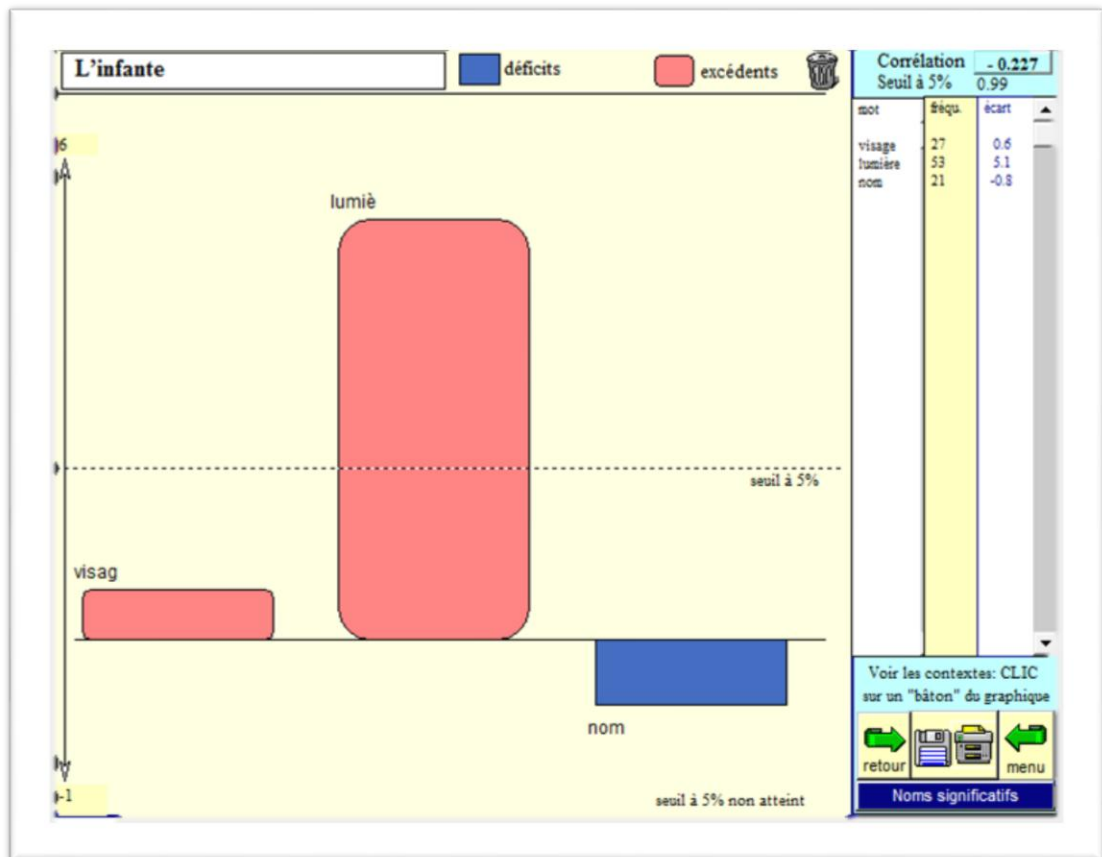 L'infante
déficits
excédents
Corrélation - 0.227
Seuil à 5% 0.99
mot fréqu. écart
visage 27 0.6
lumière 53 5.1
nom 21 -0.8
6
lumiè
seuil à 5%
visag
nom
-1
seuil à 5% non atteint
Voir les contextes: CLIC
sur un "bâton" du graphique
retour
menu
Noms significatifs